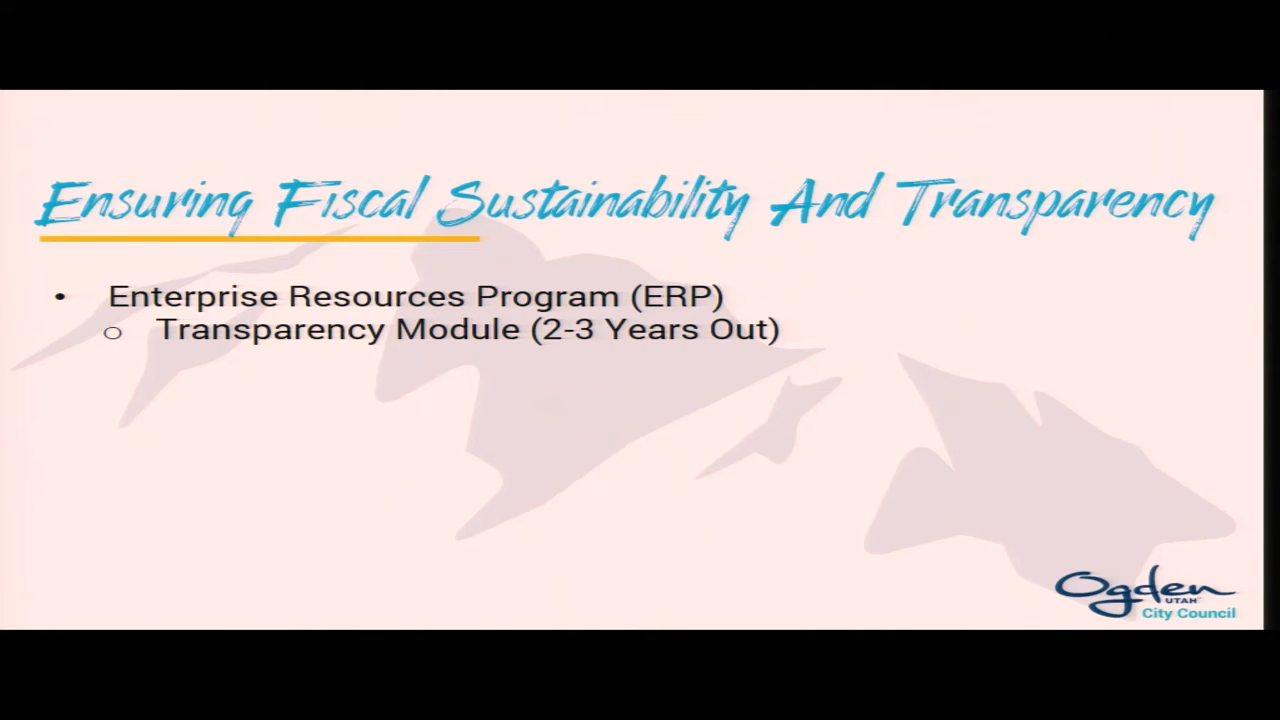 Ensuring Fiscal Sustainability And Transparency
• Enterprise Resources Program (ERP)
o Transparency Module (2-3 Years Out)
Ogden
UTAH
City Council